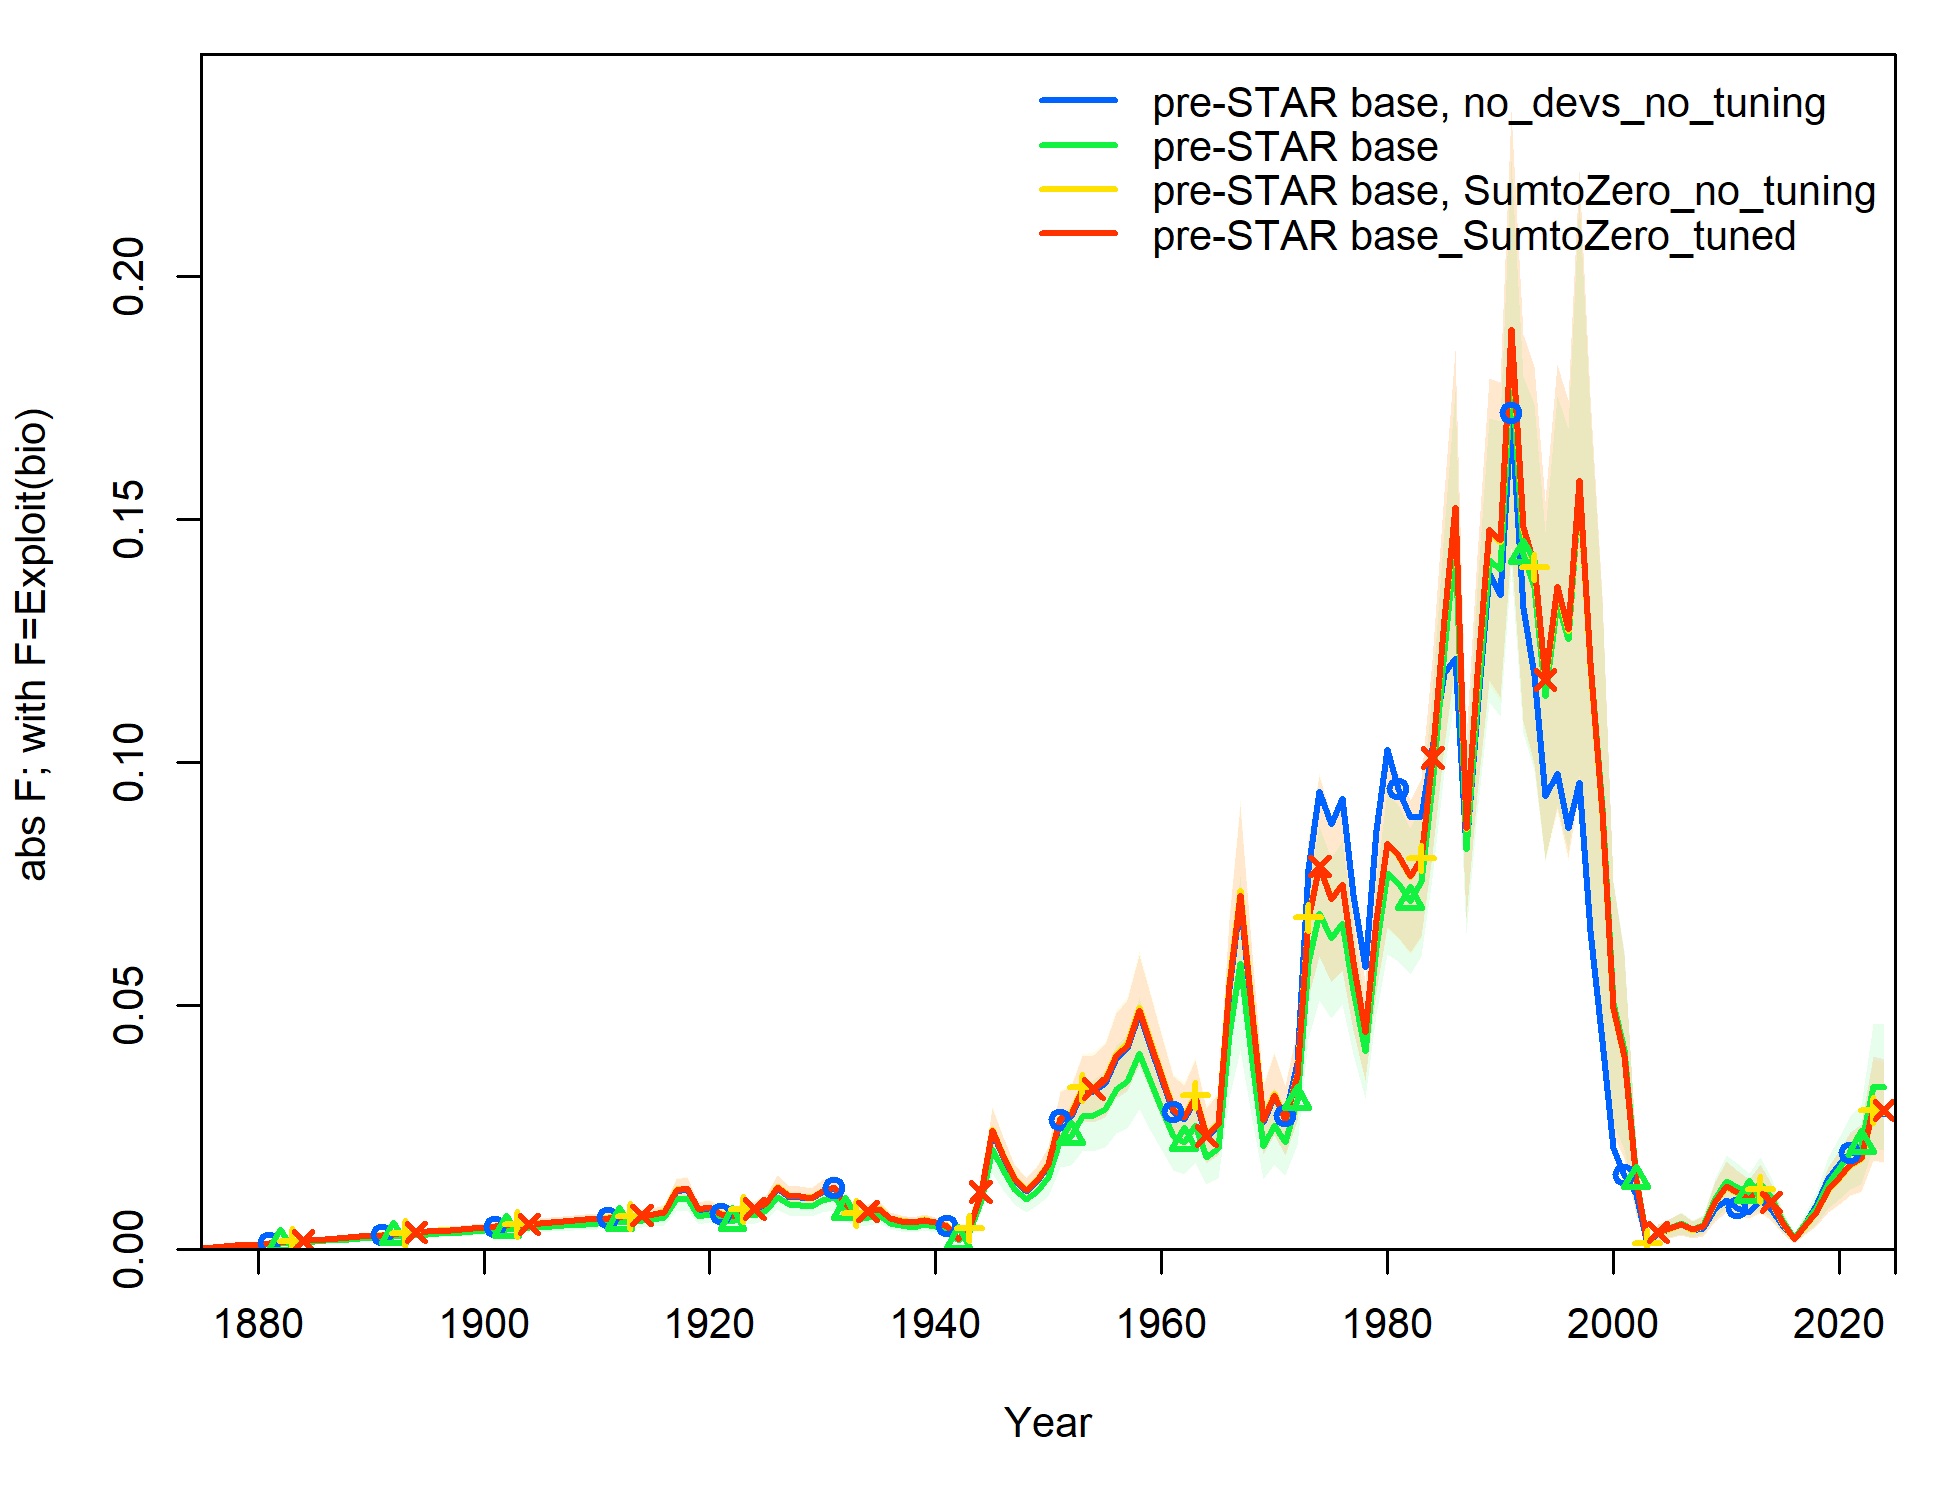 pre-STAR base, no_devs_no_tuning
pre-STAR base
pre-STAR base, SumtoZero_no_tuning
pre-STAR base_SumtoZero_tuned
abs F; with F=Exploit(bio)
0.20
0.15
0.10
0.05
0.00
1880 1900 1920 1940 1960 1980 2000 2020
Year